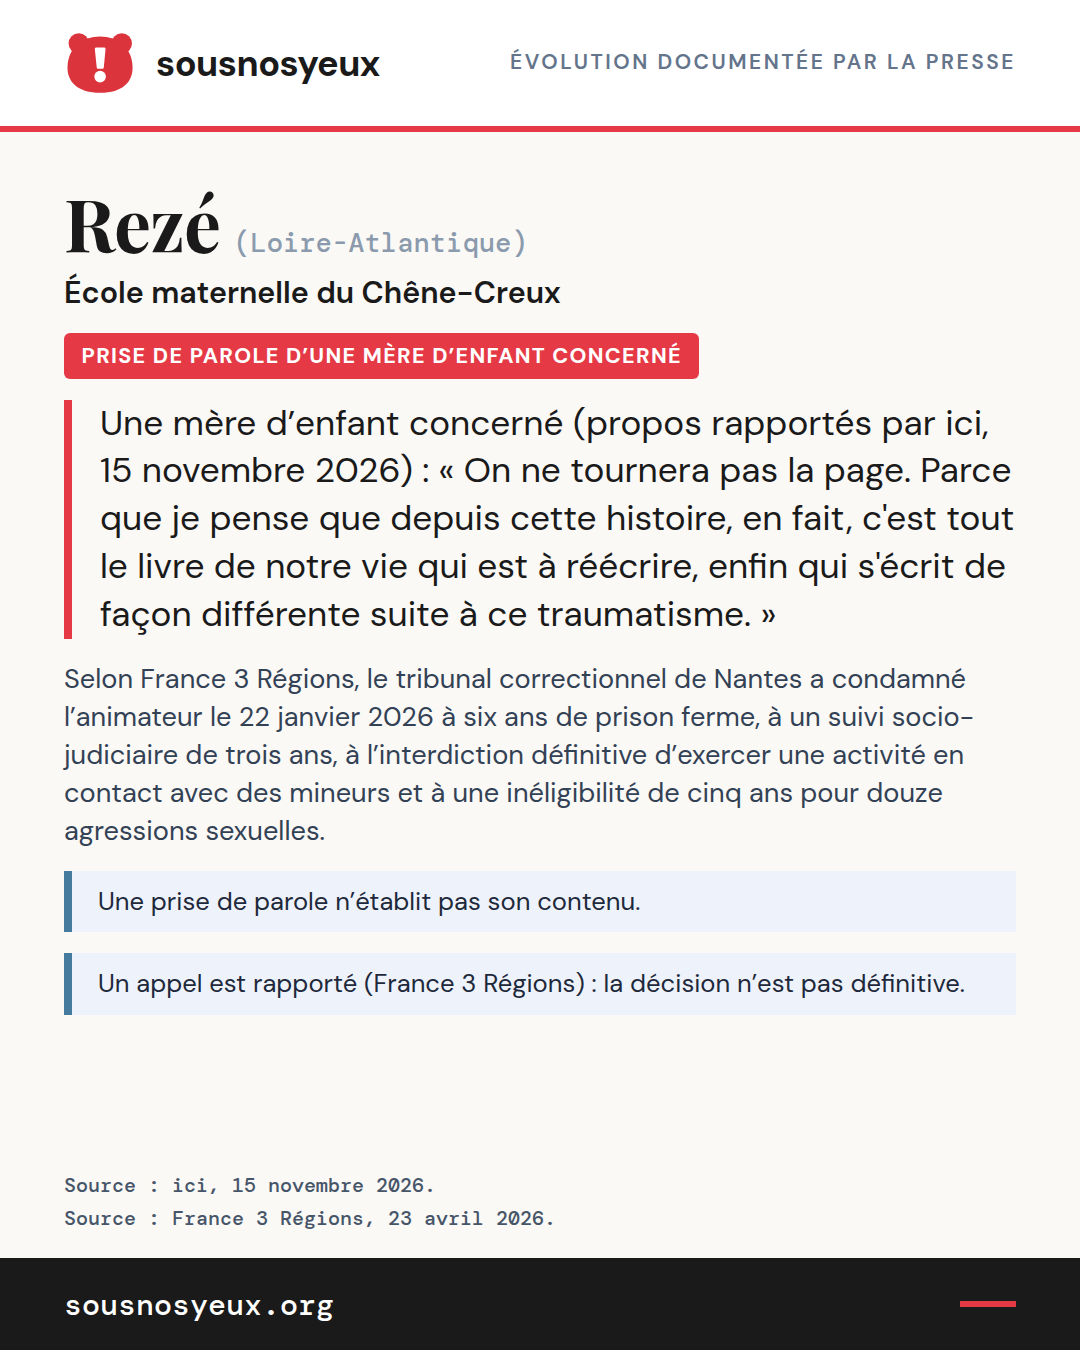 sousnosyeux
ÉVOLUTION DOCUMENTÉE PAR LA PRESSE
Rezé (Loire-Atlantique)
École maternelle du Chêne-Creux
PRISE DE PAROLE D’UNE MÈRE D’ENFANT CONCERNÉ
Une mère d’enfant concerné (propos rapportés par ici,
15 novembre 2026) : « On ne tournera pas la page. Parce
que je pense que depuis cette histoire, en fait, c'est tout
le livre de notre vie qui est à réécrire, enfin qui s'écrit de
façon différente suite à ce traumatisme. »
Selon France 3 Régions, le tribunal correctionnel de Nantes a condamné
l’animateur le 22 janvier 2026 à six ans de prison ferme, à un suivi socio-
judiciaire de trois ans, à l’interdiction définitive d’exercer une activité en
contact avec des mineurs et à une inéligibilité de cinq ans pour douze
agressions sexuelles.
Une prise de parole n’établit pas son contenu.
Un appel est rapporté (France 3 Régions) : la décision n’est pas définitive.
Source : ici, 15 novembre 2026.
Source : France 3 Régions, 23 avril 2026.
sousnosyeux.org